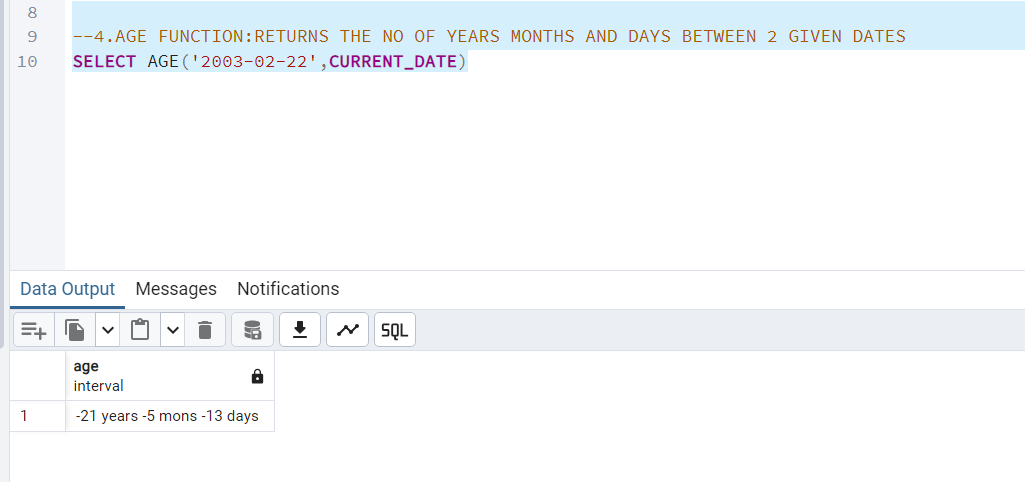 8
9 --4.AGE FUNCTION:RETURNS THE NO OF YEARS MONTHS AND DAYS BETWEEN 2 GIVEN DATES
10 SELECT AGE('2003-02-22',CURRENT_DATE)
Data Output Messages Notifications
SQL
age
interval
1 -21 years -5 mons -13 days